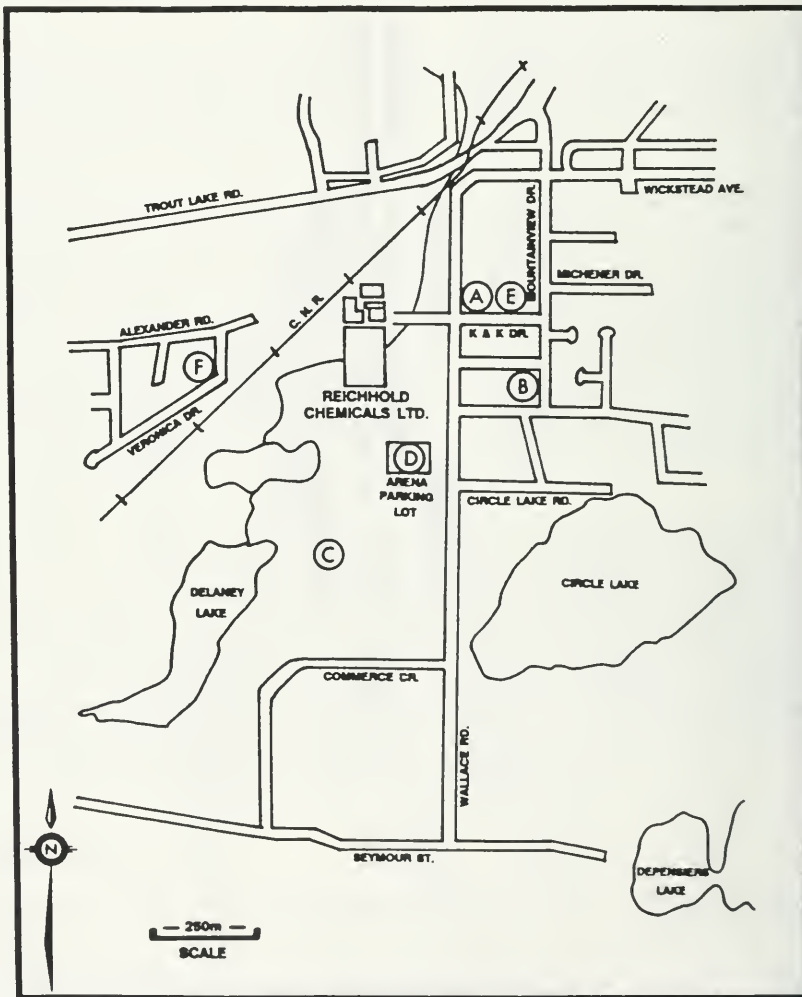 TROUT LAKE RD.
WICKSTEAD AVE.
MOUNTAINVIEW DR.
MICHENER DR.
C. N. R.
A
E
ALEXANDER RD.
K & K DR.
F
B
REICHHOLD
CHEMICALS LTD.
VERONICA DR.
D
ARENA
PARKING
LOT
CIRCLE LAKE RD.
C
DELANEY
LAKE
CIRCLE LAKE
COMMERCE CR.
WALLACE RD.
N
SEYMOUR ST.
DEPENSIERS
LAKE
250m
SCALE